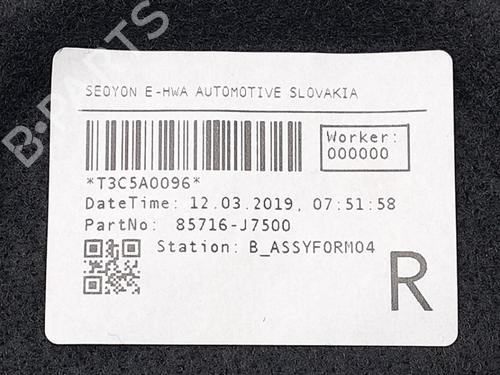 B-PARTS
SEOYON E-HWA AUTOMOTIVE SLOVAKIA
Worker:
000000
*T3C5A0096*
DateTime: 12.03.2019, 07:51:58
PartNo: 85716-J7500
Station: B_ASSYFORM04
R